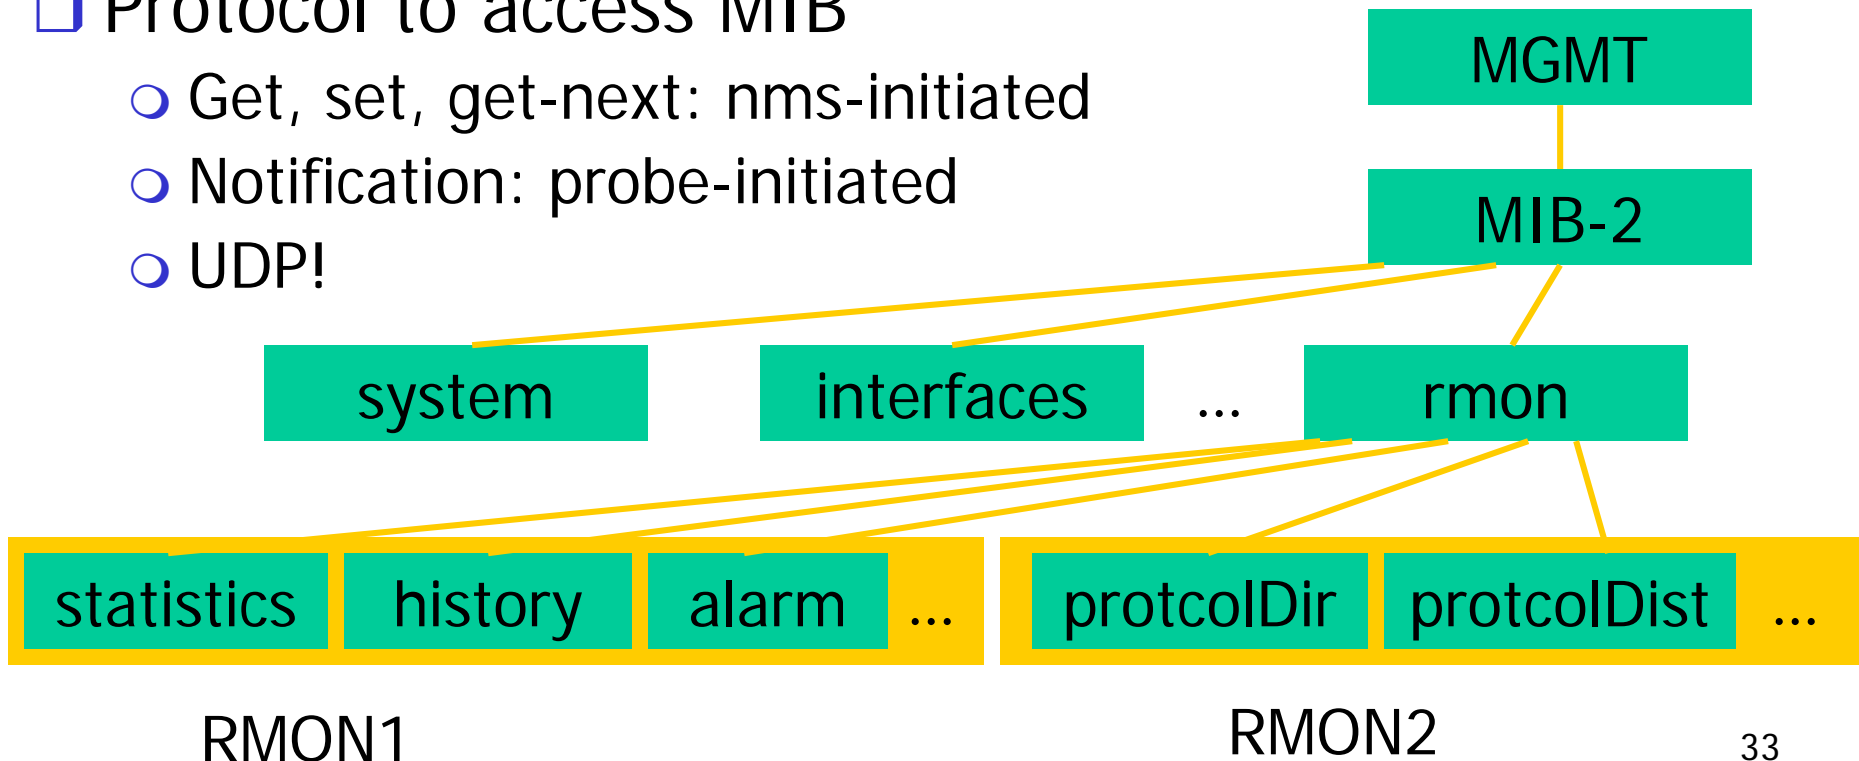 Protocol to access MIB
Get, set, get-next: nms-initiated
Notification: probe-initiated
UDP!
MGMT
MIB-2
system interfaces ... rmon
statistics history alarm ... protcolDir protcolDist ...
RMON1 RMON2
33